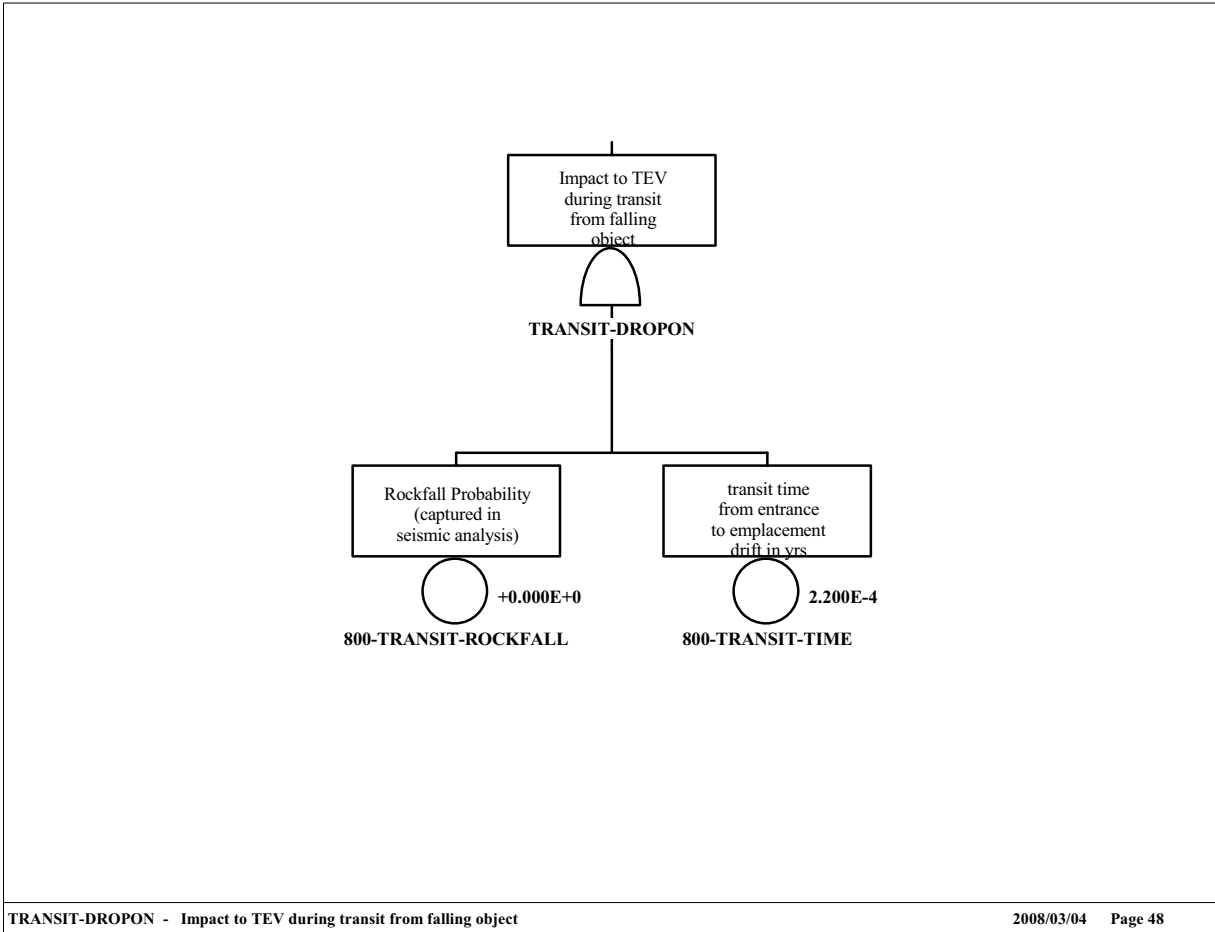 Impact to TEV
during transit
from falling
object
TRANSIT-DROPON
Rockfall Probability
(captured in
seismic analysis)
+0.000E+0
800-TRANSIT-ROCKFALL
transit time
from entrance
to emplacement
drift in yrs
2.200E-4
800-TRANSIT-TIME
TRANSIT-DROPON - Impact to TEV during transit from falling object 2008/03/04 Page 48